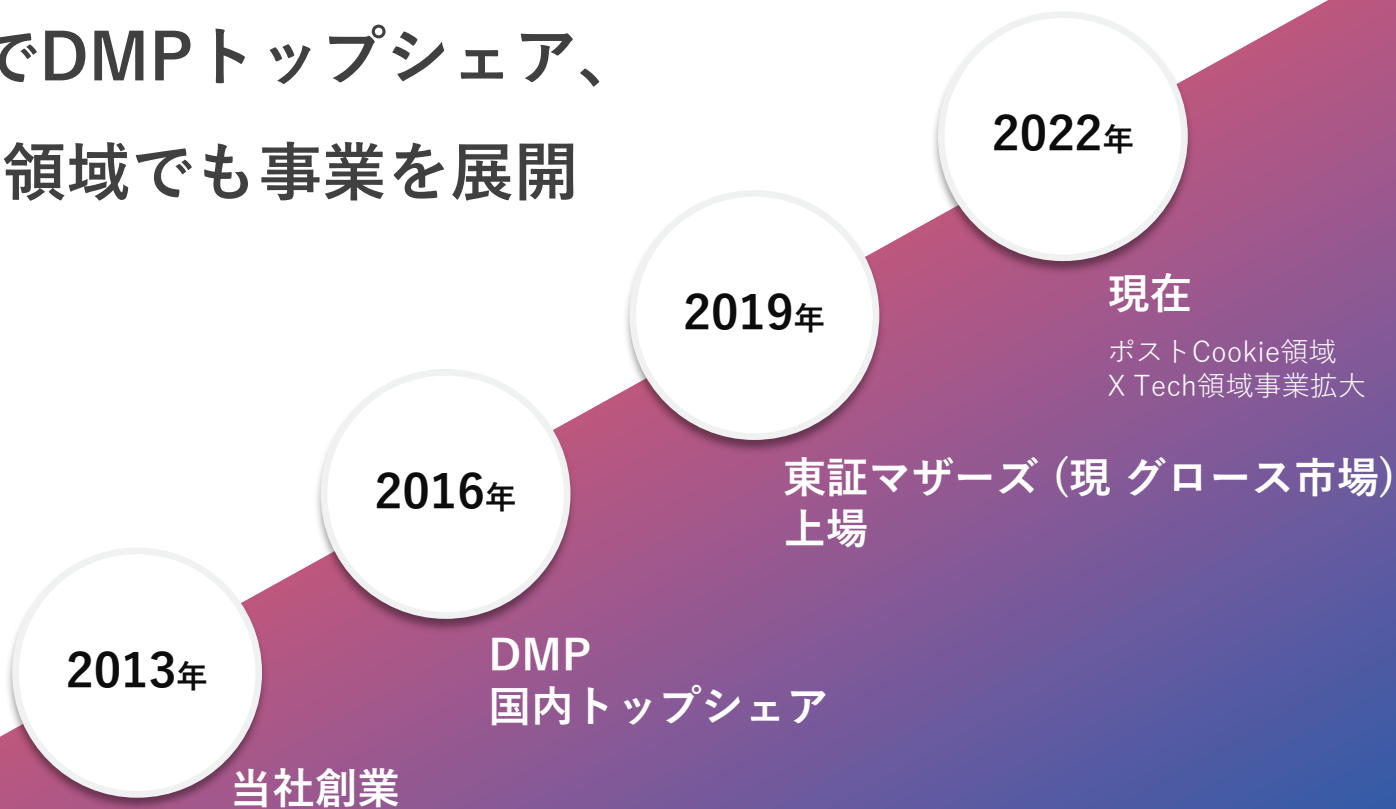 でDMPトップシェア、
領域でも事業を展開
2022年
現在
ポストCookie領域
X Tech領域事業拡大
2019年
東証マザーズ (現 グロース市場)
上場
2016年
DMP
国内トップシェア
2013年
当社創業